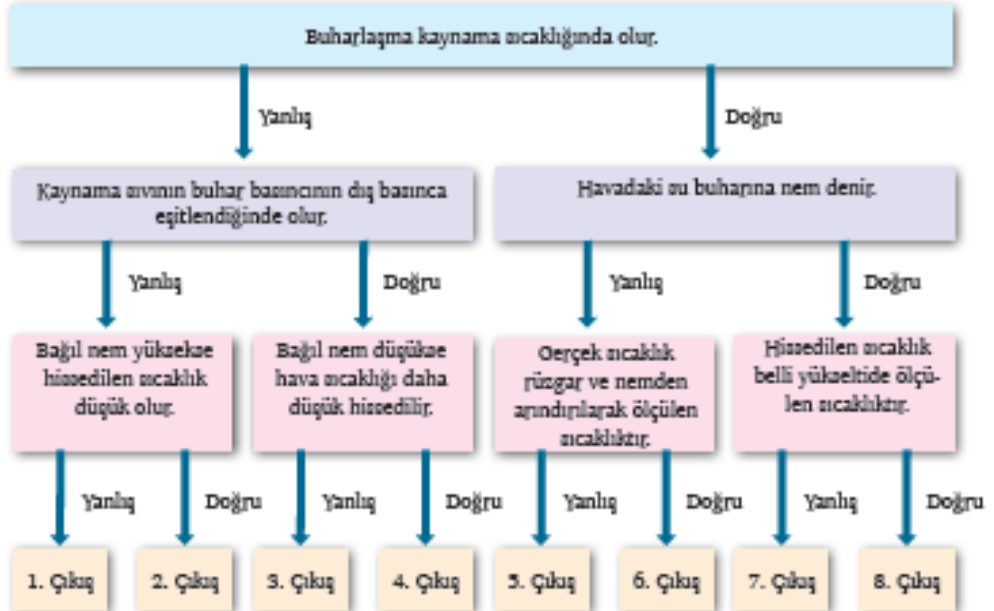 Buharlaşma kaynama sıcaklığında olur.
Yanlış
Doğru
Kaynama sıvının buhar basıncının dış basınca
eşitlendiğinde olur.
Havadaki su buharına nem denir.
Yanlış
Doğru
Yanlış
Doğru
Bağıl nem yüksekse
hissedilen sıcaklık
düşük olur.
Bağıl nem düşükse
hava sıcaklığı daha
düşük hissedilir.
Gerçek sıcaklık
rüzgar ve nemden
arındırılarak ölçülen
sıcaklıktır.
Hissedilen sıcaklık
belli yükseltide ölçü-
len sıcaklıktır.
Yanlış
Doğru
Yanlış
Doğru
Yanlış
Doğru
Yanlış
Doğru
1. Çıkış
2. Çıkış
3. Çıkış
4. Çıkış
5. Çıkış
6. Çıkış
7. Çıkış
8. Çıkış